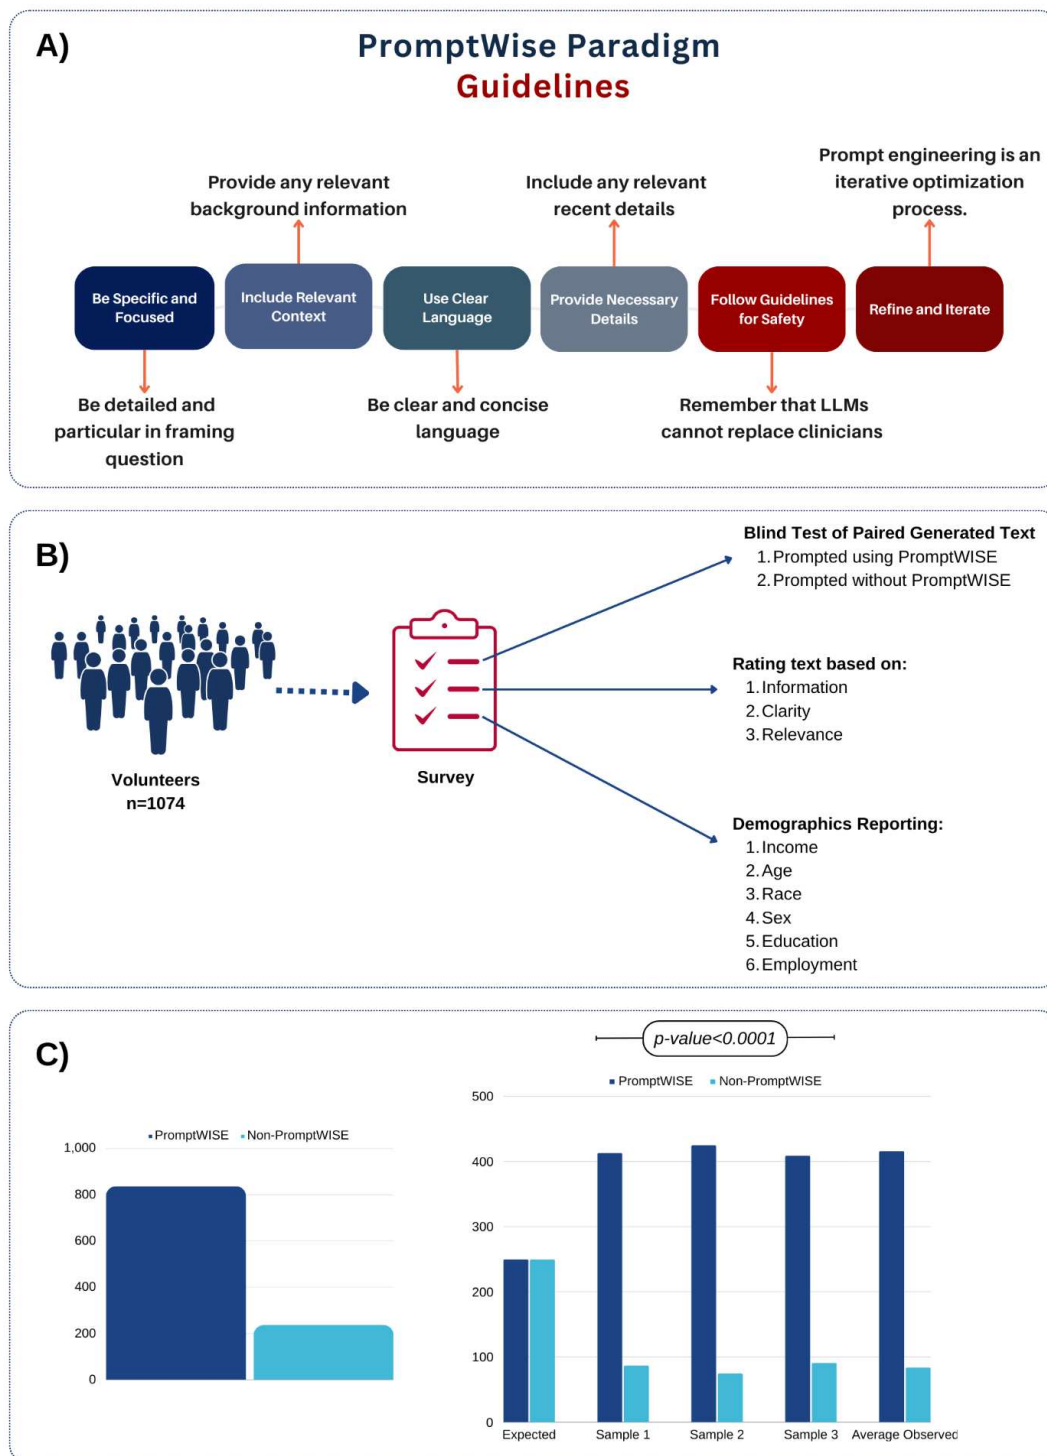 A)
PromptWise Paradigm
Guidelines
Provide any relevant
background information
Include any relevant
recent details
Prompt engineering is an
iterative optimization
process.
Be Specific and
Focused
Include Relevant
Context
Use Clear
Language
Provide Necessary
Details
Follow Guidelines
for Safety
Refine and Iterate
Be detailed and
particular in framing
question
Be clear and concise
language
Remember that LLMs
cannot replace clinicians
B)
Volunteers
n=1074
Survey
Blind Test of Paired Generated Text
1. Prompted using PromptWISE
2. Prompted without PromptWISE
Rating text based on:
1. Information
2. Clarity
3. Relevance
Demographics Reporting:
1. Income
2. Age
3. Race
4. Sex
5. Education
6. Employment
C)
PromptWISE Non-PromptWISE
1,000
800
600
400
200
0
p-value<0.0001
PromptWISE Non-PromptWISE
500
400
300
200
100
0
Expected Sample 1 Sample 2 Sample 3 Average Observed